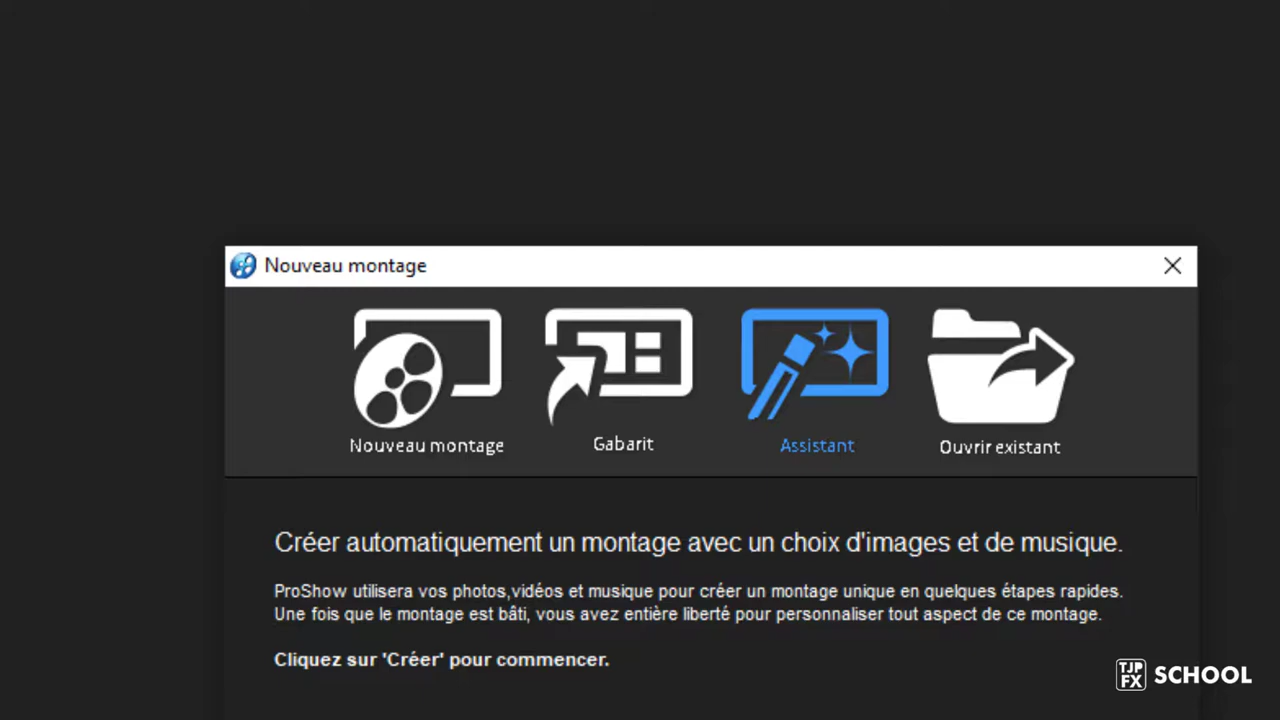 Nouveau montage
Nouveau montage Gabarit Assistant Ouvrir existant
Créer automatiquement un montage avec un choix d'images et de musique.
ProShow utilisera vos photos,vidéos et musique pour créer un montage unique en quelques étapes rapides.
Une fois que le montage est bâti, vous avez entière liberté pour personnaliser tout aspect de ce montage.
Cliquez sur 'Créer' pour commencer.
TJP
FX SCHOOL